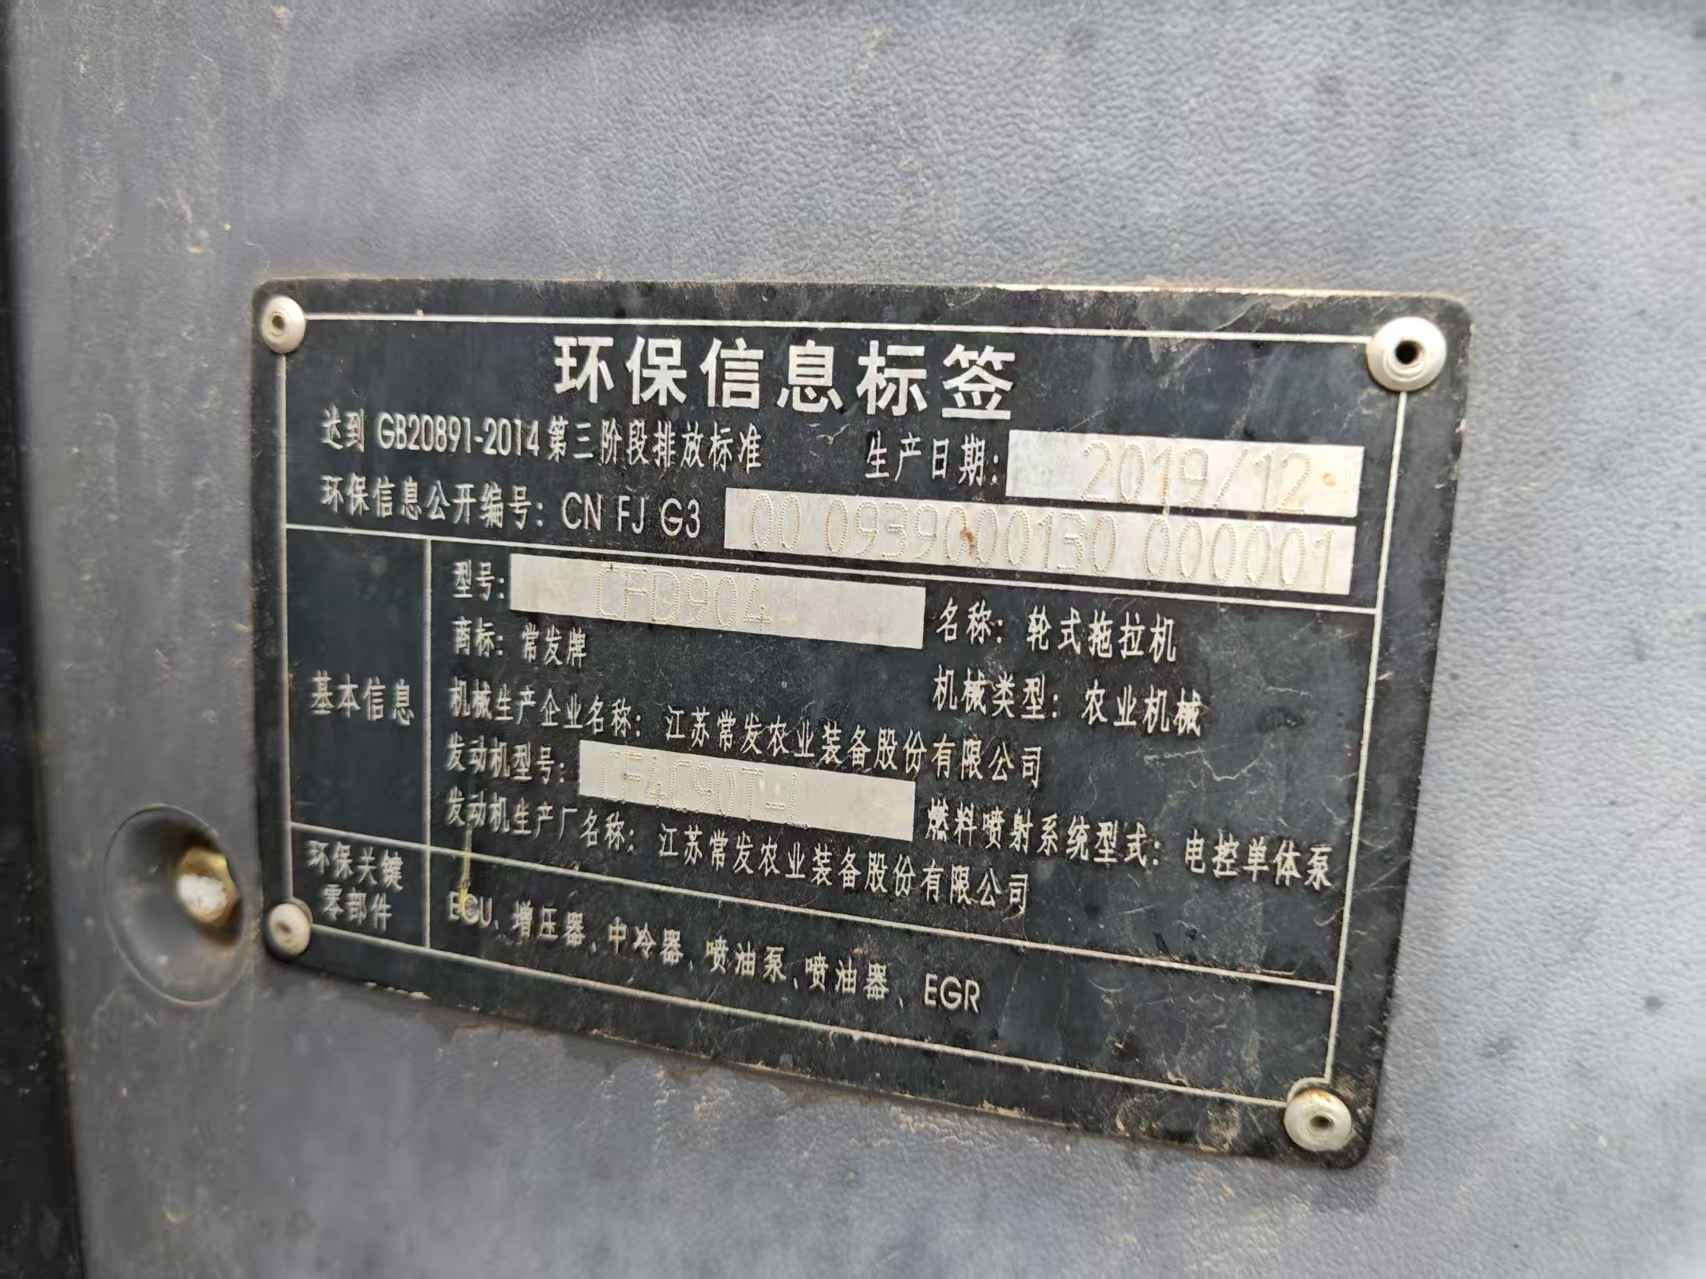 环保信息标签
达到 GB20891-2014 第三阶段排放标准 生产日期: 2019/12
环保信息公开编号: CN FJ G3 00 0939000130 000001
基本信息
型号: CFD904 名称: 轮式拖拉机
商标: 常发牌 机械类型: 农业机械
机械生产企业名称: 江苏常发农业装备股份有限公司
发动机型号: 燃料喷射系统型式: 电控单体泵
发动机生产厂名称: 江苏常发农业装备股份有限公司
环保关键零部件
ECU、增压器、中冷器、喷油泵、喷油器、EGR